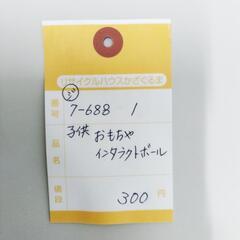 リサイクルハウスかざぐるま
番号
34
7-688 1
品名
子供 おもちゃ
インタラクトボール
値段 300 円